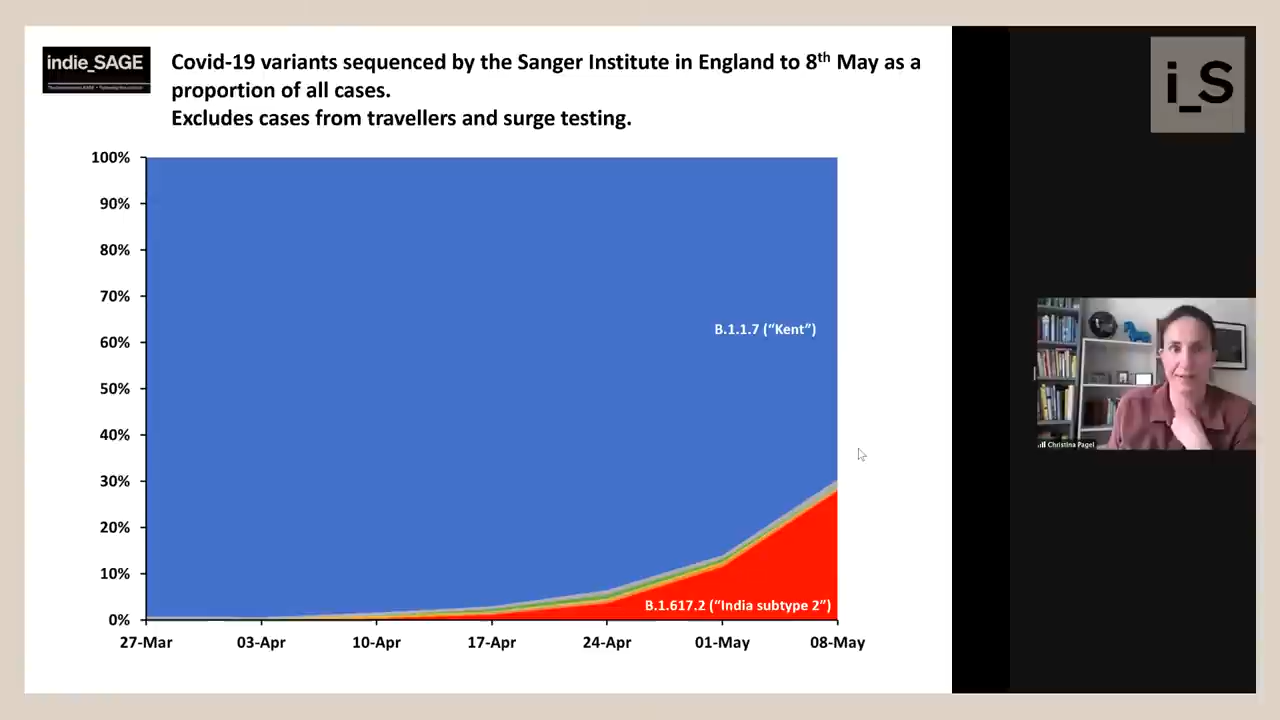 indie_SAGE
Covid-19 variants sequenced by the Sanger Institute in England to 8th May as a
proportion of all cases.
Excludes cases from travellers and surge testing.
i_S
100%
90%
80%
70%
60%
50%
40%
30%
20%
10%
0%
B.1.1.7 (“Kent”)
B.1.617.2 (“India subtype 2”)
27-Mar
03-Apr
10-Apr
17-Apr
24-Apr
01-May
08-May
Christina Pagel